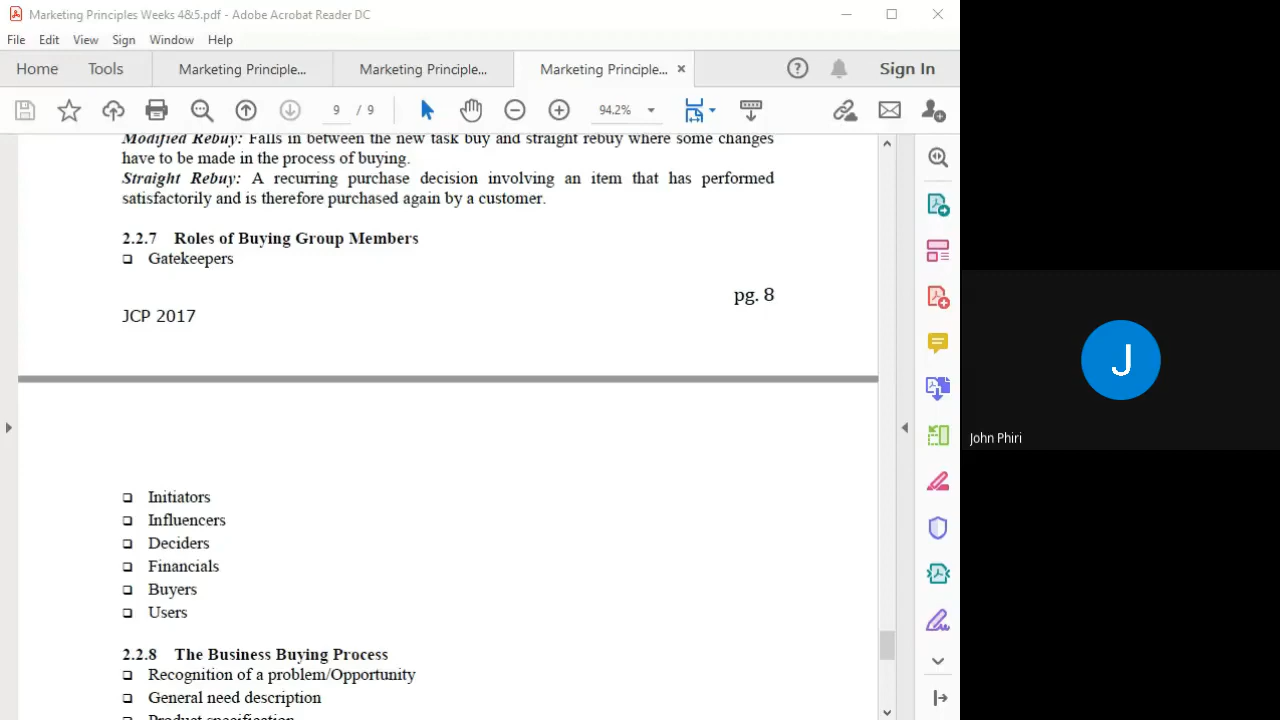 Marketing Principles Weeks 4&5.pdf - Adobe Acrobat Reader DC
File Edit View Sign Window Help
Home Tools Marketing Principle... Marketing Principle... Marketing Principle... Sign In
9 / 9 94.2%
Modified Rebuy: Falls in between the new task buy and straight rebuy where some changes
have to be made in the process of buying.
Straight Rebuy: A recurring purchase decision involving an item that has performed
satisfactorily and is therefore purchased again by a customer.
2.2.7 Roles of Buying Group Members
Gatekeepers
pg. 8
JCP 2017
J
John Phiri
Initiators
Influencers
Deciders
Financials
Buyers
Users
2.2.8 The Business Buying Process
Recognition of a problem/Opportunity
General need description
Product specification